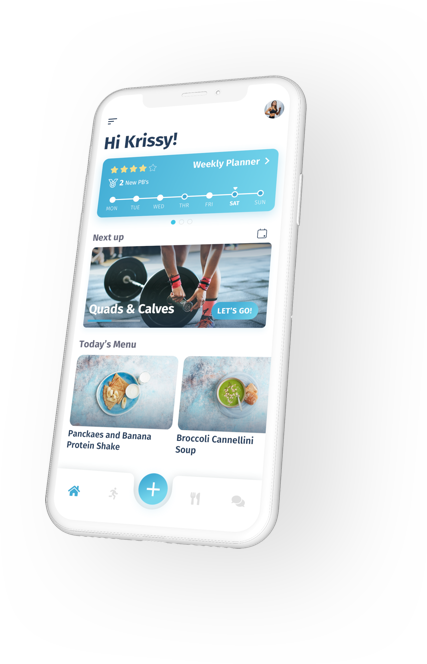 Hi Krissy!
Weekly Planner
2 New PB's
MON TUE WED THUR FRI SAT SUN
Next up
Quads & Calves
LET'S GO!
Today's Menu
Panckaes and Banana
Protein Shake
Broccoli Cannellini
Soup